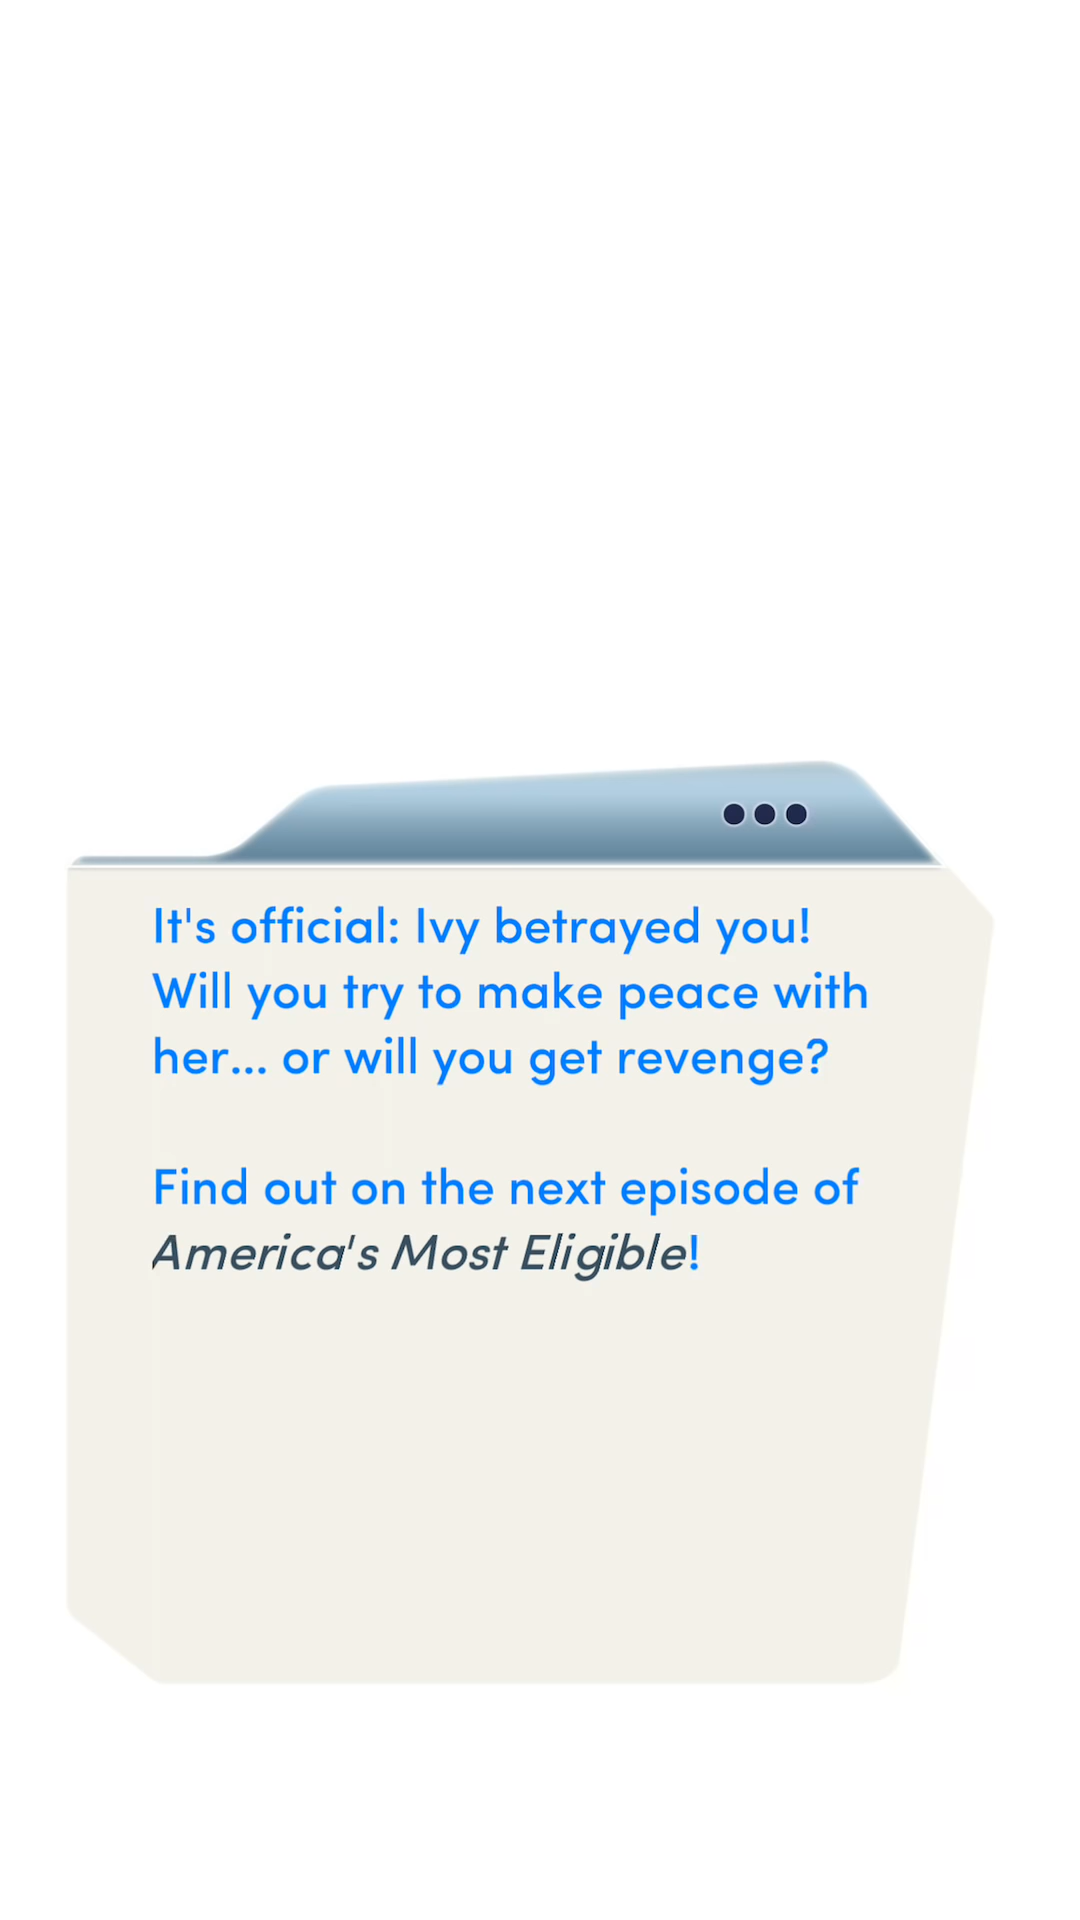 It's official: Ivy betrayed you!
Will you try to make peace with
her... or will you get revenge?
Find out on the next episode of
America's Most Eligible!